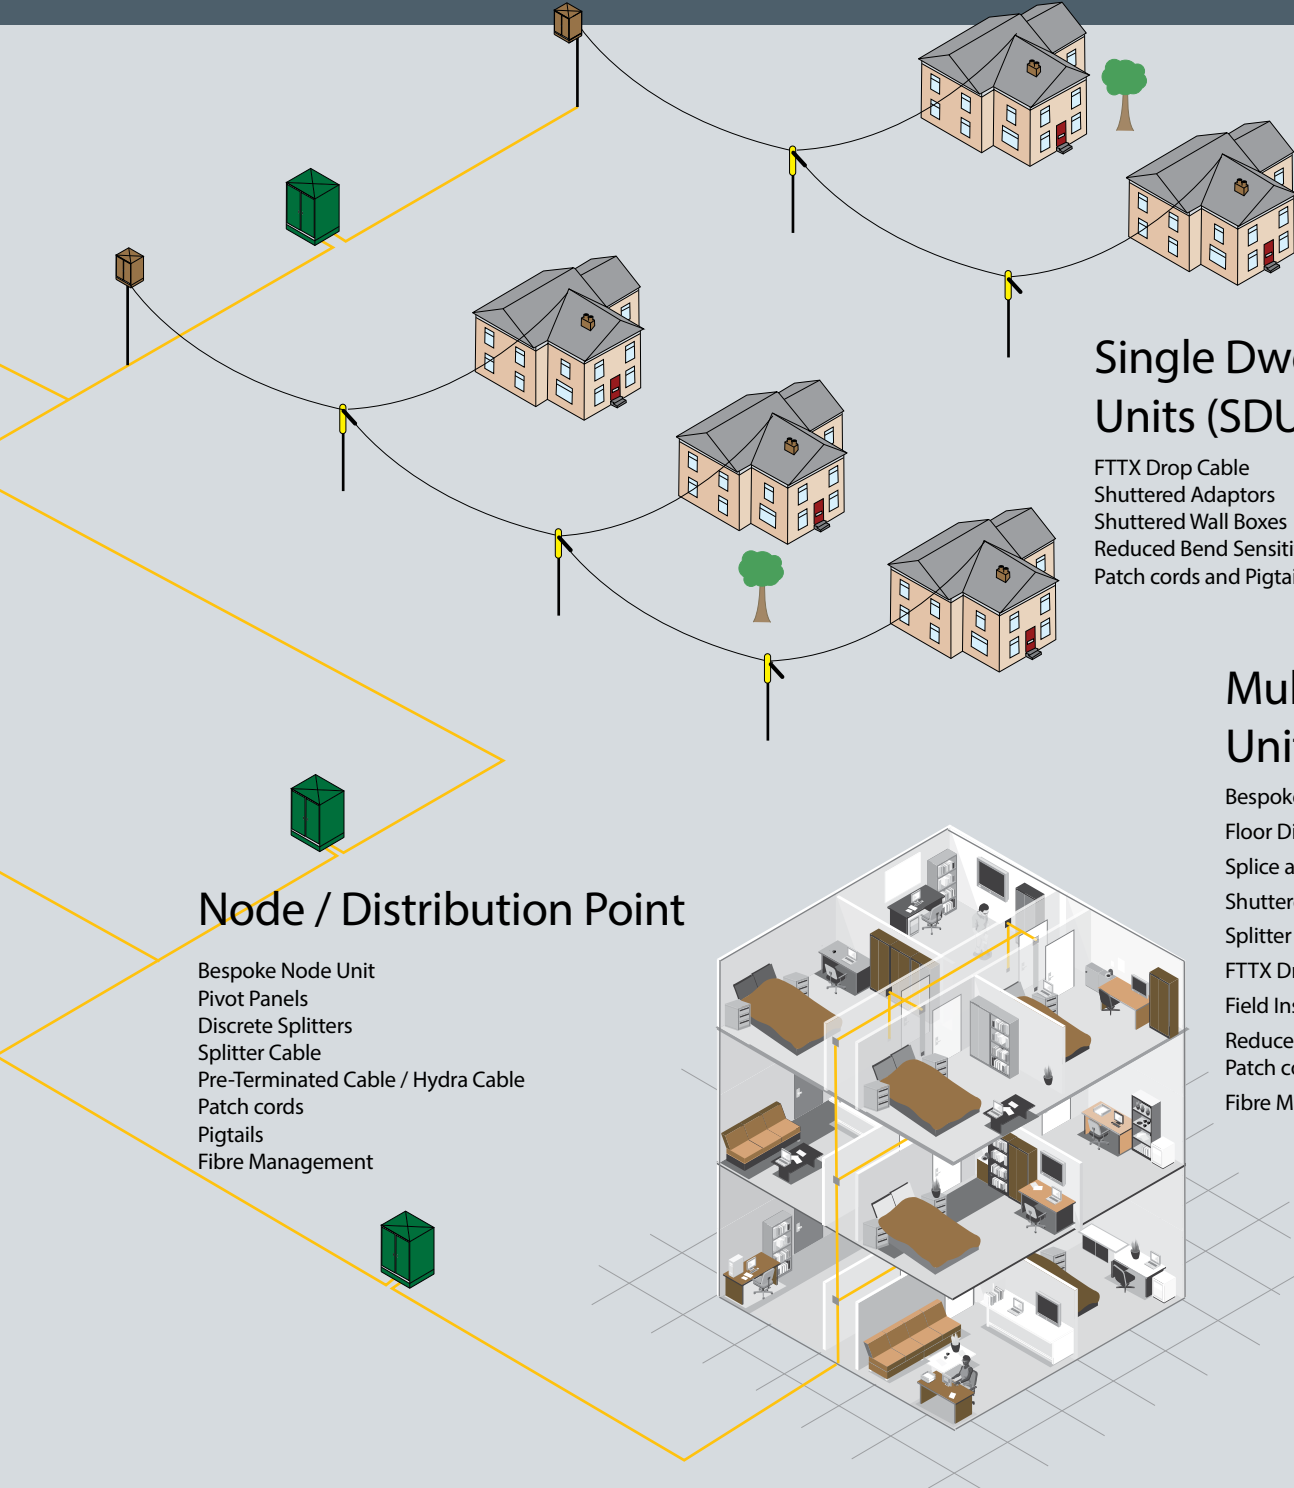 Single Dw
Units (SDU
FTTX Drop Cable
Shuttered Adaptors
Shuttered Wall Boxes
Reduced Bend Sensiti
Patch cords and Pigtai
Mul
Uni
Bespok
Floor Di
Splice a
Shutter
Splitter
FTTX Dr
Field Ins
Reduce
Patch co
Fibre M
Node / Distribution Point
Bespoke Node Unit
Pivot Panels
Discrete Splitters
Splitter Cable
Pre-Terminated Cable / Hydra Cable
Patch cords
Pigtails
Fibre Management